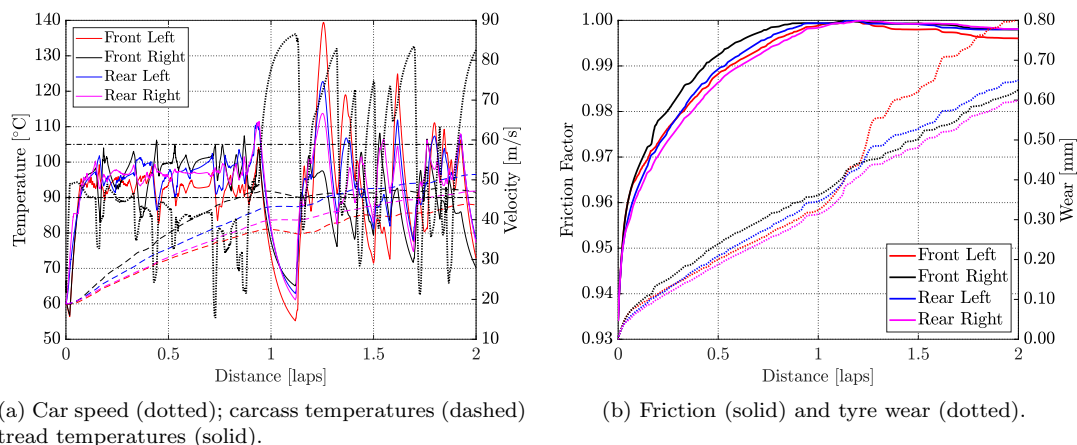 140
130
120
110
100
90
80
70
60
50
Temperature [°C]
Front Left
Front Right
Rear Left
Rear Right
90
80
70
60
50
40
30
20
10
Velocity [m/s]
0
0.5
1
1.5
2
Distance [laps]
(a) Car speed (dotted); carcass temperatures (dashed)
tread temperatures (solid).
1.00
0.99
0.98
0.97
0.96
0.95
0.94
0.93
Friction Factor
0.80
0.70
0.60
0.50
0.40
0.30
0.20
0.10
0.00
Wear [mm]
Front Left
Front Right
Rear Left
Rear Right
0
0.5
1
1.5
2
Distance [laps]
(b) Friction (solid) and tyre wear (dotted).